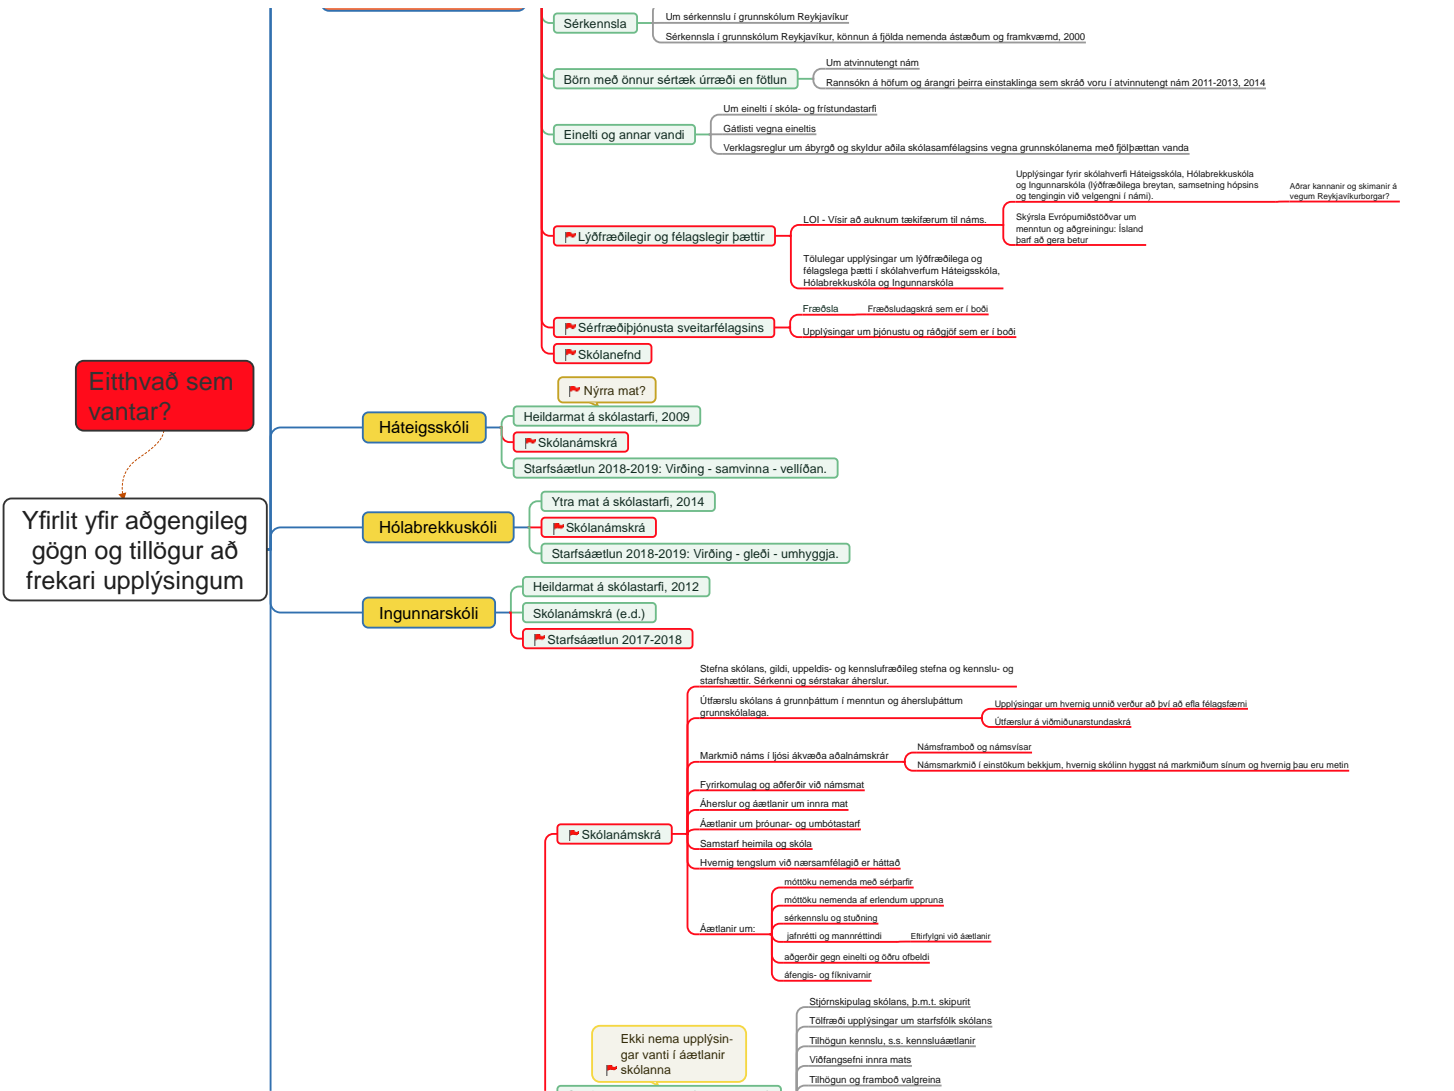 Sérkennsla
Um sérkennslu í grunnskólum Reykjavíkur
Sérkennsla í grunnskólum Reykjavíkur, könnun á fjölda nemenda ástæðum og framkvæmd, 2000
Börn með önnur sértæk úrræði en fötlun
Um atvinnutengt nám
Rannsókn á höfum og árangri þeirra einstaklinga sem skráð voru í atvinnutengt nám 2011-2013, 2014
Einelti og annar vandi
Um einelti í skóla- og frístundastarfi
Gátlisti vegna eineltis
Verklagsreglur um ábyrgð og skyldur aðila skólasamfélagsins vegna grunnskólanema með fjölþættan vanda
Lýðfræðilegir og félagslegir þættir
LOI - Vísir að auknum tækifærum til náms.
Upplýsingar fyrir skólahverfi Háteigsskóla, Hólabrekkuskóla
og Ingunnarskóla (lýðfræðilega breytan, samsetning hópsins
og tengingin við velgengni í námi).
Aðrar kannanir og skimanir á
vegum Reykjavíkurborgar?
Skýrsla Evrópumiðstöðvar um
menntun og aðgreiningu: Ísland
þarf að gera betur
Tölulegar upplýsingar um lýðfræðilega og
félagslega þætti í skólahverfum Háteigsskóla,
Hólabrekkuskóla og Ingunnarskóla
Sérfræðiþjónusta sveitarfélagsins
Fræðsla
Fræðsludagskrá sem er í boði
Upplýsingar um þjónustu og ráðgjöf sem er í boði
Skólanefnd
Eitthvað sem
vantar?
Yfirlit yfir aðgengileg
gögn og tillögur að
frekari upplýsingum
Háteigsskóli
Nýrra mat?
Heildarmat á skólastarfi, 2009
Skólanámskrá
Starfsáætlun 2018-2019: Virðing - samvinna - vellíðan.
Hólabrekkuskóli
Ytra mat á skólastarfi, 2014
Skólanámskrá
Starfsáætlun 2018-2019: Virðing - gleði - umhyggja.
Ingunnarskóli
Heildarmat á skólastarfi, 2012
Skólanámskrá (e.d.)
Starfsáætlun 2017-2018
Skólanámskrá
Stefna skólans, gildi, uppeldis- og kennslufræðileg stefna og kennslu- og
starfshættir. Sérkenni og sérstakar áherslur.
Útfærslu skólans á grunnþáttum í menntun og áhersluþáttum
grunnskólalaga.
Upplýsingar um hvernig unnið verður að því að efla félagsfærni
Útfærslur á viðmiðunarstundaskrá
Markmið náms í ljósi ákvæða aðalnámskrár
Námsframboð og námsvísar
Námsmarkmið í einstökum bekkjum, hvernig skólinn hyggst ná markmiðum sínum og hvernig þau eru metin
Fyrirkomulag og aðferðir við námsmat
Áherslur og áætlanir um innra mat
Áætlanir um þróunar- og umbótastarf
Samstarf heimila og skóla
Hvernig tengslum við nærsamfélagið er háttað
Áætlanir um:
móttöku nemenda með sérþarfir
móttöku nemenda af erlendum uppruna
sérkennslu og stuðning
jafnrétti og mannréttindi
Eftirfylgni við áætlanir
aðgerðir gegn einelti og öðru ofbeldi
áfengis- og fíknivarnir
Ekki nema upplýsin-
gar vanti í áætlanir
skólanna
Stjórnskipulag skólans, þ.m.t. skipurit
Tölfræði upplýsingar um starfsfólk skólans
Tilhögun kennslu, s.s. kennsluáætlanir
Viðfangsefni innra mats
Tilhögun og framboð valgreina